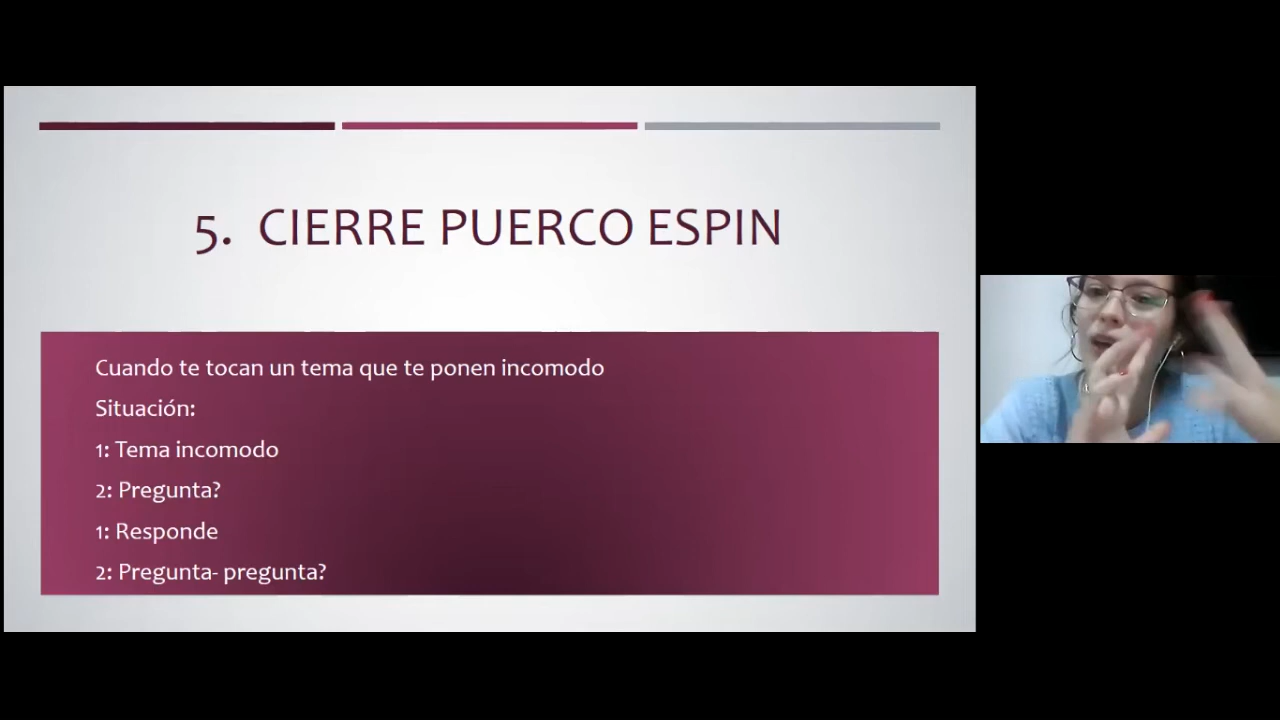 5. CIERRE PUERCO ESPIN
Cuando te tocan un tema que te ponen incomodo
Situación:
1: Tema incomodo
2: Pregunta?
1: Responde
2: Pregunta- pregunta?